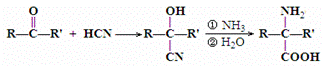 O OH NH₂
R—C—R' + HCN ⟶ R—C—R' ① NH₃ ② H₂O ⟶ R—C—R'
CN COOH